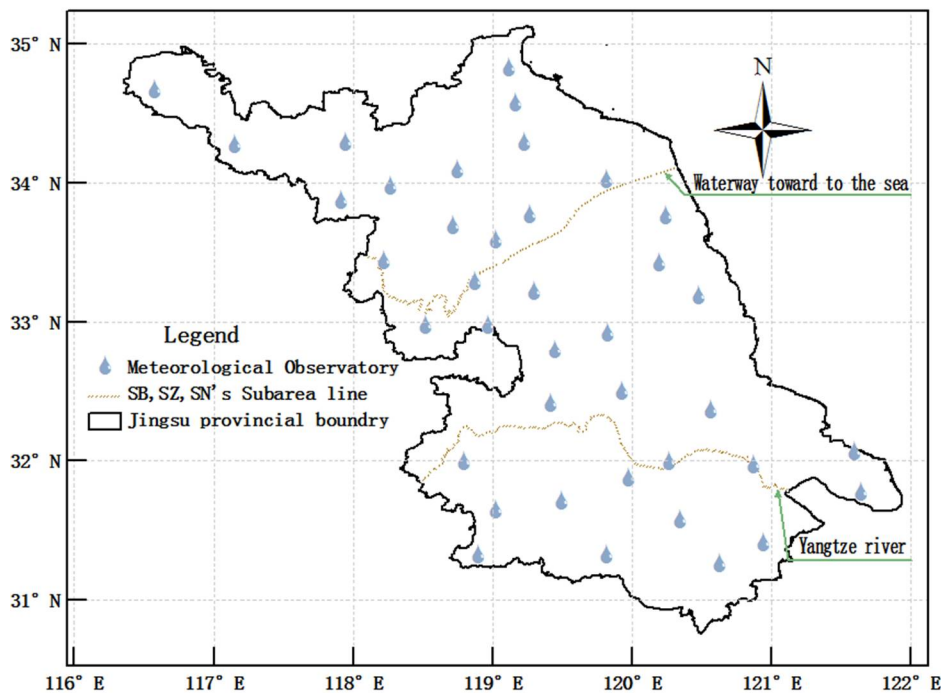 35° N
N
34° N
Waterway toward to the sea
33° N
Legend
Meteorological Observatory
SB, SZ, SN's Subarea line
Jingsu provincial boundry
32° N
Yangtze river
31° N
116° E
117° E
118° E
119° E
120° E
121° E
122° E